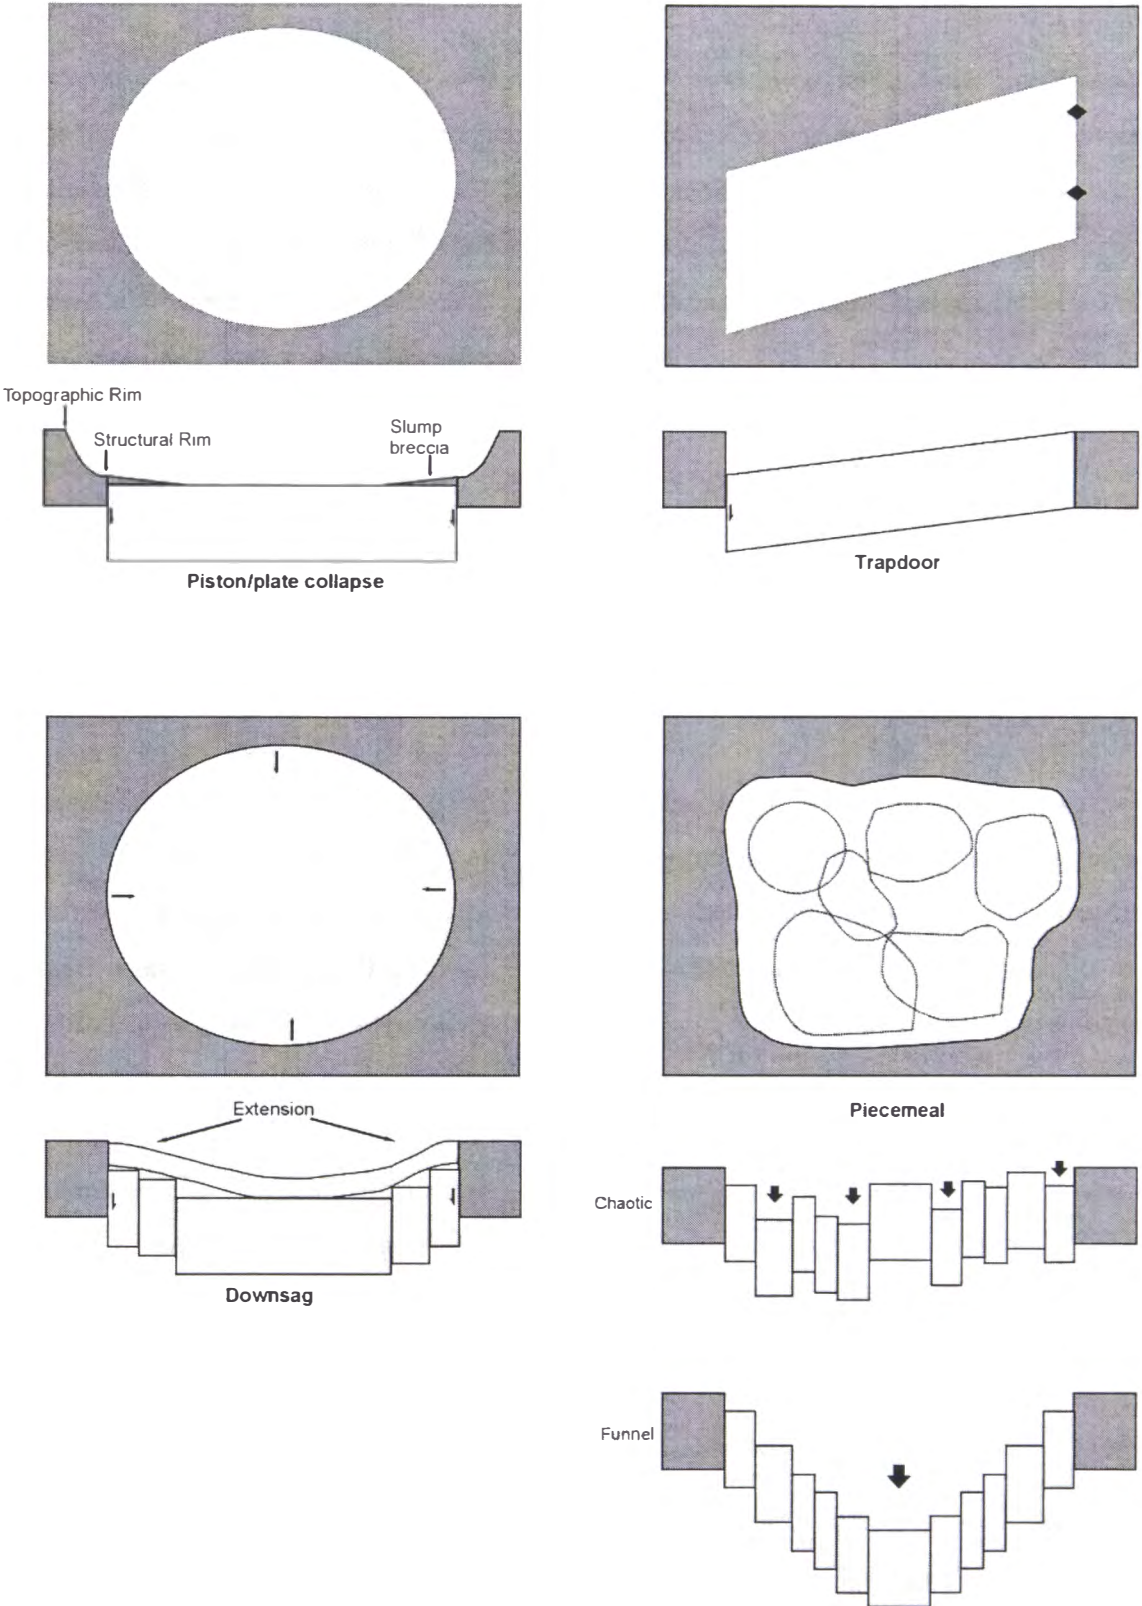 Topographic Rim
Structural Rim
Slump
breccia
Piston/plate collapse
Trapdoor
Extension
Downsag
Piecemeal
Chaotic
Funnel